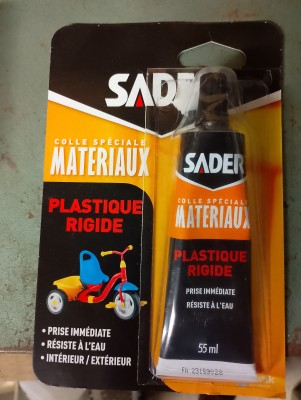 SADER
COLLE SPÉCIALE
MATERIAUX
PLASTIQUE
RIGIDE
• PRISE IMMÉDIATE
• RÉSISTE À L'EAU
• INTÉRIEUR / EXTÉRIEUR
SADER
COLLE SPÉCIALE
MATERIAUX
PLASTIQUE
RIGIDE
PRISE IMMÉDIATE
RÉSISTE À L'EAU
55 ml